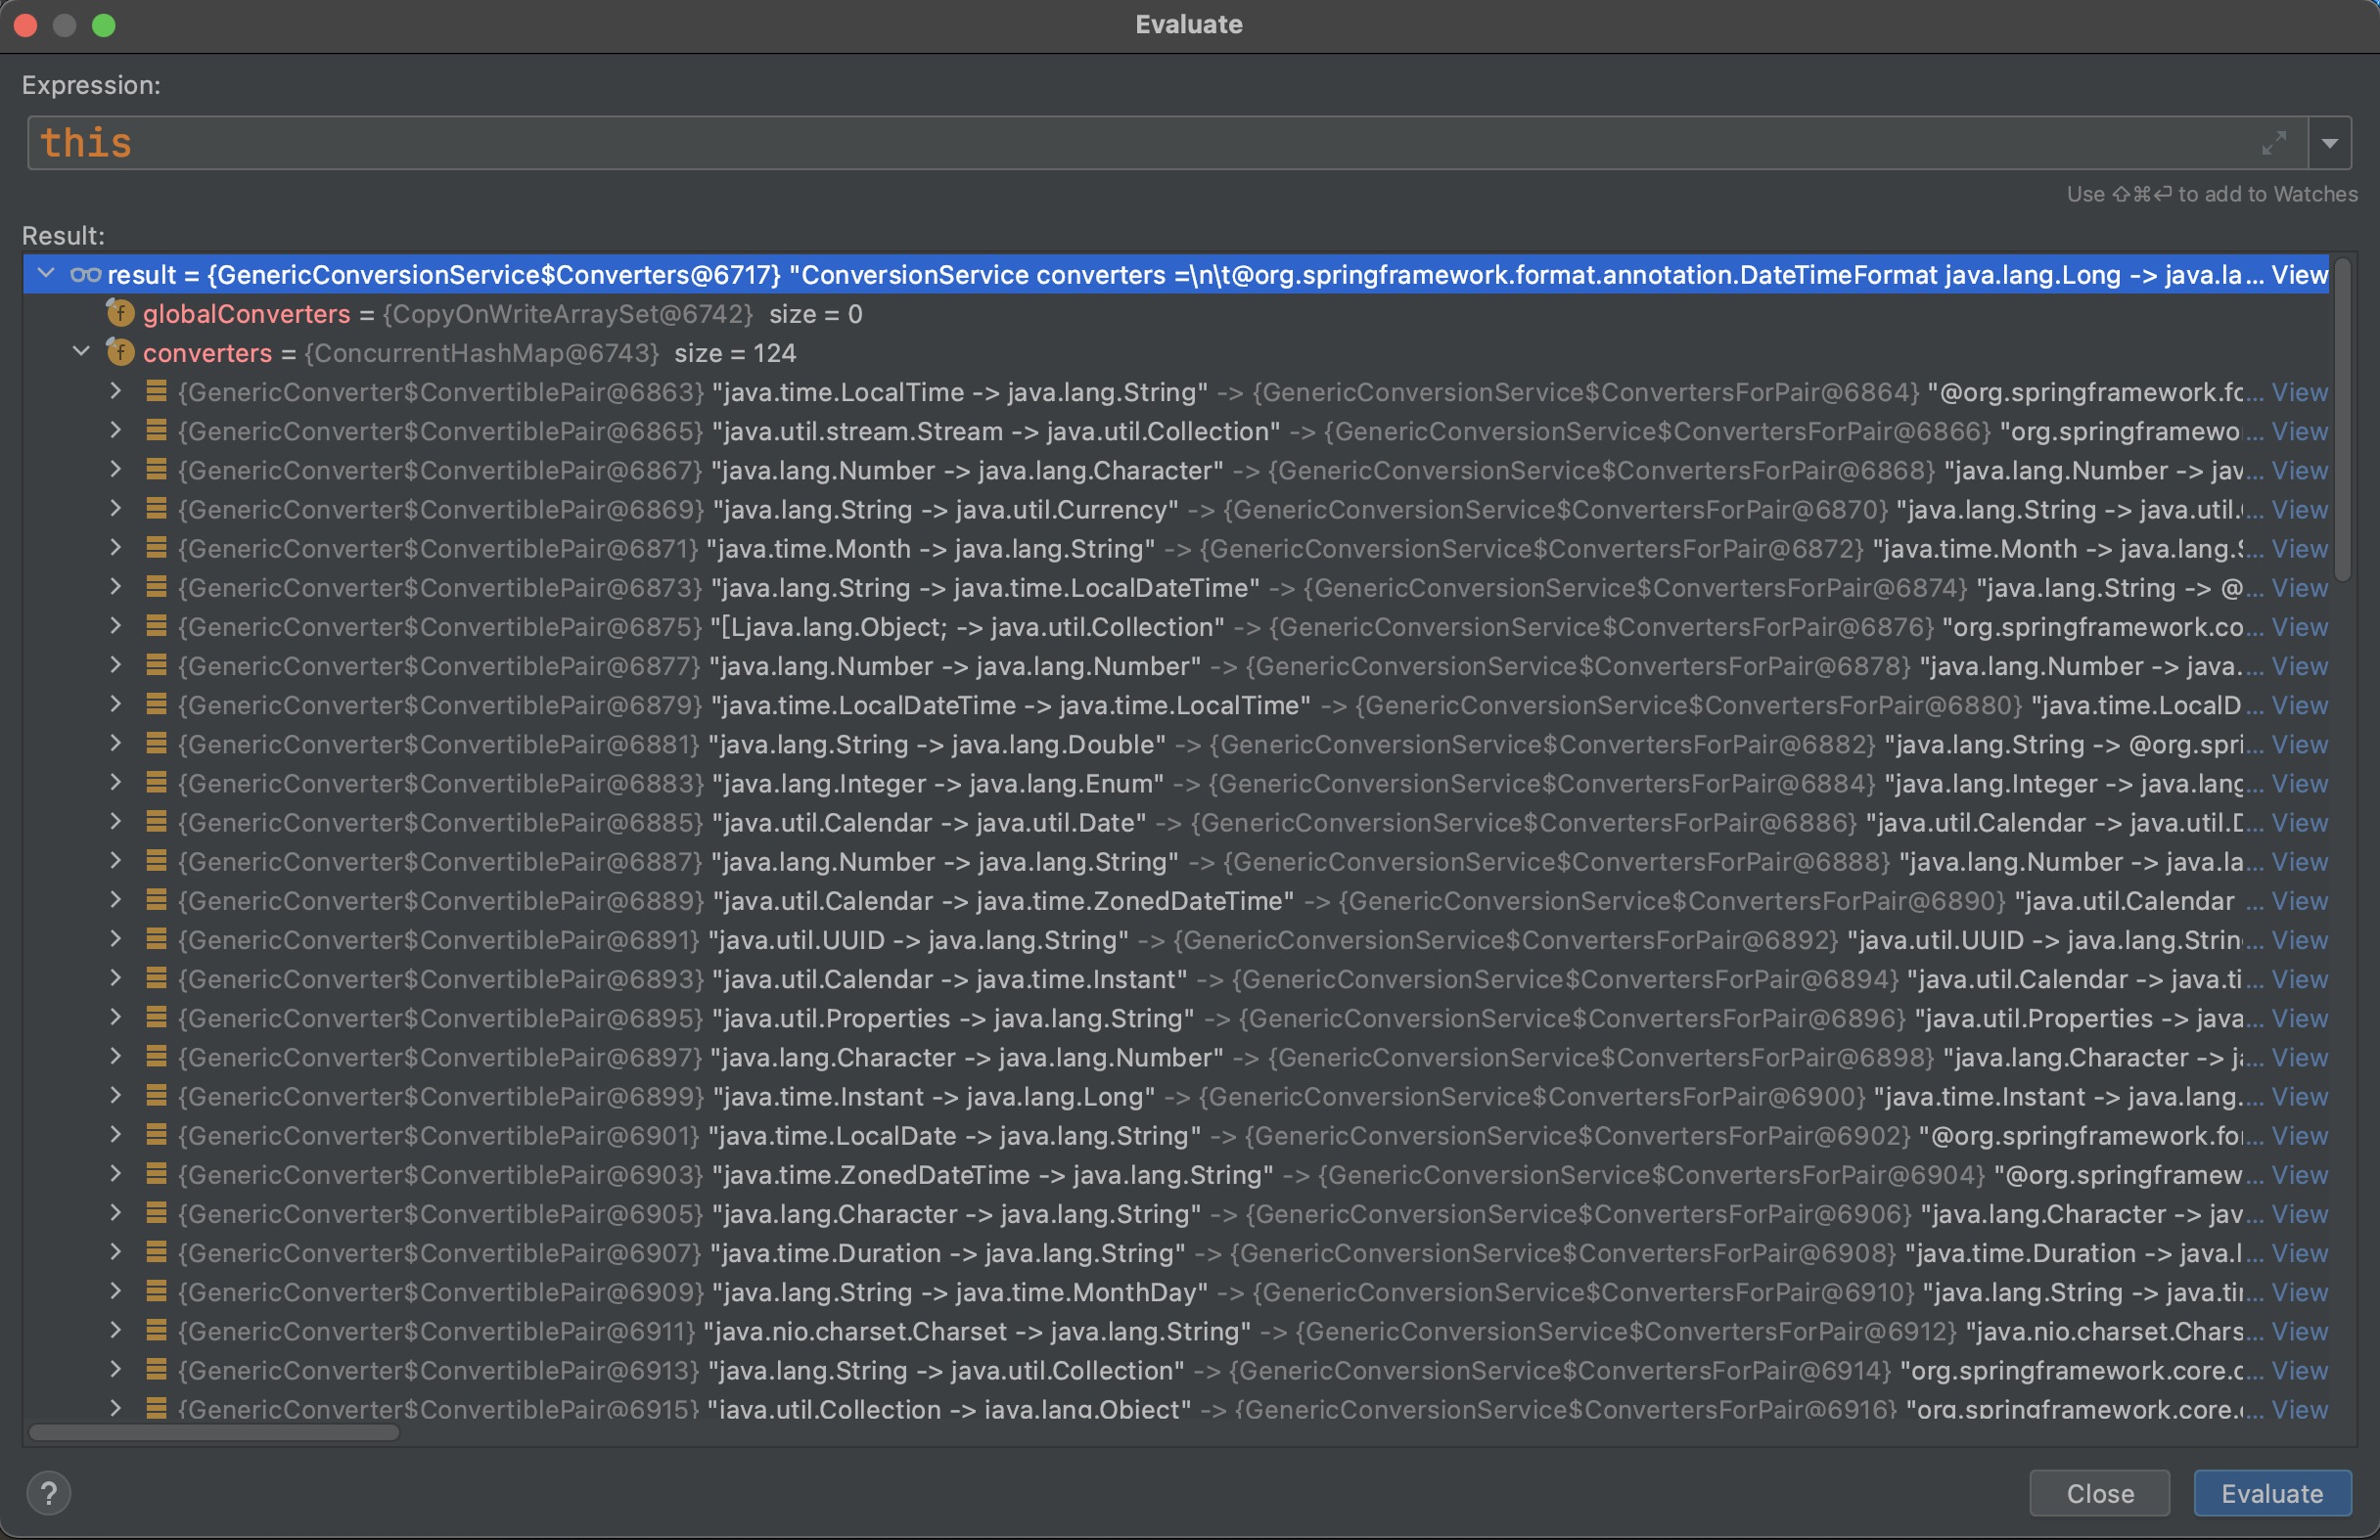 Evaluate
Expression:
this
Use ⇧⌘⏎ to add to Watches
Result:
result = {GenericConversionService$Converters@6717} "ConversionService converters =\n\t@org.springframework.format.annotation.DateTimeFormat java.lang.Long -> java.la... View
globalConverters = {CopyOnWriteArraySet@6742} size = 0
converters = {ConcurrentHashMap@6743} size = 124
{GenericConverter$ConvertiblePair@6863} "java.time.LocalTime -> java.lang.String" -> {GenericConversionService$ConvertersForPair@6864} "@org.springframework.fo... View
{GenericConverter$ConvertiblePair@6865} "java.util.stream.Stream -> java.util.Collection" -> {GenericConversionService$ConvertersForPair@6866} "org.springframewo... View
{GenericConverter$ConvertiblePair@6867} "java.lang.Number -> java.lang.Character" -> {GenericConversionService$ConvertersForPair@6868} "java.lang.Number -> jav... View
{GenericConverter$ConvertiblePair@6869} "java.lang.String -> java.util.Currency" -> {GenericConversionService$ConvertersForPair@6870} "java.lang.String -> java.util.... View
{GenericConverter$ConvertiblePair@6871} "java.time.Month -> java.lang.String" -> {GenericConversionService$ConvertersForPair@6872} "java.time.Month -> java.lang.S... View
{GenericConverter$ConvertiblePair@6873} "java.lang.String -> java.time.LocalDateTime" -> {GenericConversionService$ConvertersForPair@6874} "java.lang.String -> @... View
{GenericConverter$ConvertiblePair@6875} "[Ljava.lang.Object; -> java.util.Collection" -> {GenericConversionService$ConvertersForPair@6876} "org.springframework.co... View
{GenericConverter$ConvertiblePair@6877} "java.lang.Number -> java.lang.Number" -> {GenericConversionService$ConvertersForPair@6878} "java.lang.Number -> java.... View
{GenericConverter$ConvertiblePair@6879} "java.time.LocalDateTime -> java.time.LocalTime" -> {GenericConversionService$ConvertersForPair@6880} "java.time.LocalD... View
{GenericConverter$ConvertiblePair@6881} "java.lang.String -> java.lang.Double" -> {GenericConversionService$ConvertersForPair@6882} "java.lang.String -> @org.spri... View
{GenericConverter$ConvertiblePair@6883} "java.lang.Integer -> java.lang.Enum" -> {GenericConversionService$ConvertersForPair@6884} "java.lang.Integer -> java.lang... View
{GenericConverter$ConvertiblePair@6885} "java.util.Calendar -> java.util.Date" -> {GenericConversionService$ConvertersForPair@6886} "java.util.Calendar -> java.util.D... View
{GenericConverter$ConvertiblePair@6887} "java.lang.Number -> java.lang.String" -> {GenericConversionService$ConvertersForPair@6888} "java.lang.Number -> java.la... View
{GenericConverter$ConvertiblePair@6889} "java.util.Calendar -> java.time.ZonedDateTime" -> {GenericConversionService$ConvertersForPair@6890} "java.util.Calendar ... View
{GenericConverter$ConvertiblePair@6891} "java.util.UUID -> java.lang.String" -> {GenericConversionService$ConvertersForPair@6892} "java.util.UUID -> java.lang.Strin... View
{GenericConverter$ConvertiblePair@6893} "java.util.Calendar -> java.time.Instant" -> {GenericConversionService$ConvertersForPair@6894} "java.util.Calendar -> java.ti... View
{GenericConverter$ConvertiblePair@6895} "java.util.Properties -> java.lang.String" -> {GenericConversionService$ConvertersForPair@6896} "java.util.Properties -> java... View
{GenericConverter$ConvertiblePair@6897} "java.lang.Character -> java.lang.Number" -> {GenericConversionService$ConvertersForPair@6898} "java.lang.Character -> j... View
{GenericConverter$ConvertiblePair@6899} "java.time.Instant -> java.lang.Long" -> {GenericConversionService$ConvertersForPair@6900} "java.time.Instant -> java.lang.... View
{GenericConverter$ConvertiblePair@6901} "java.time.LocalDate -> java.lang.String" -> {GenericConversionService$ConvertersForPair@6902} "@org.springframework.fo... View
{GenericConverter$ConvertiblePair@6903} "java.time.ZonedDateTime -> java.lang.String" -> {GenericConversionService$ConvertersForPair@6904} "@org.springframew... View
{GenericConverter$ConvertiblePair@6905} "java.lang.Character -> java.lang.String" -> {GenericConversionService$ConvertersForPair@6906} "java.lang.Character -> jav... View
{GenericConverter$ConvertiblePair@6907} "java.time.Duration -> java.lang.String" -> {GenericConversionService$ConvertersForPair@6908} "java.time.Duration -> java.l... View
{GenericConverter$ConvertiblePair@6909} "java.lang.String -> java.time.MonthDay" -> {GenericConversionService$ConvertersForPair@6910} "java.lang.String -> java.ti... View
{GenericConverter$ConvertiblePair@6911} "java.nio.charset.Charset -> java.lang.String" -> {GenericConversionService$ConvertersForPair@6912} "java.nio.charset.Chars... View
{GenericConverter$ConvertiblePair@6913} "java.lang.String -> java.util.Collection" -> {GenericConversionService$ConvertersForPair@6914} "org.springframework.core.c... View
{GenericConverter$ConvertiblePair@6915} "java.util.Collection -> java.lang.Object" -> {GenericConversionService$ConvertersForPair@6916} "org.springframework.core.... View
? Close Evaluate